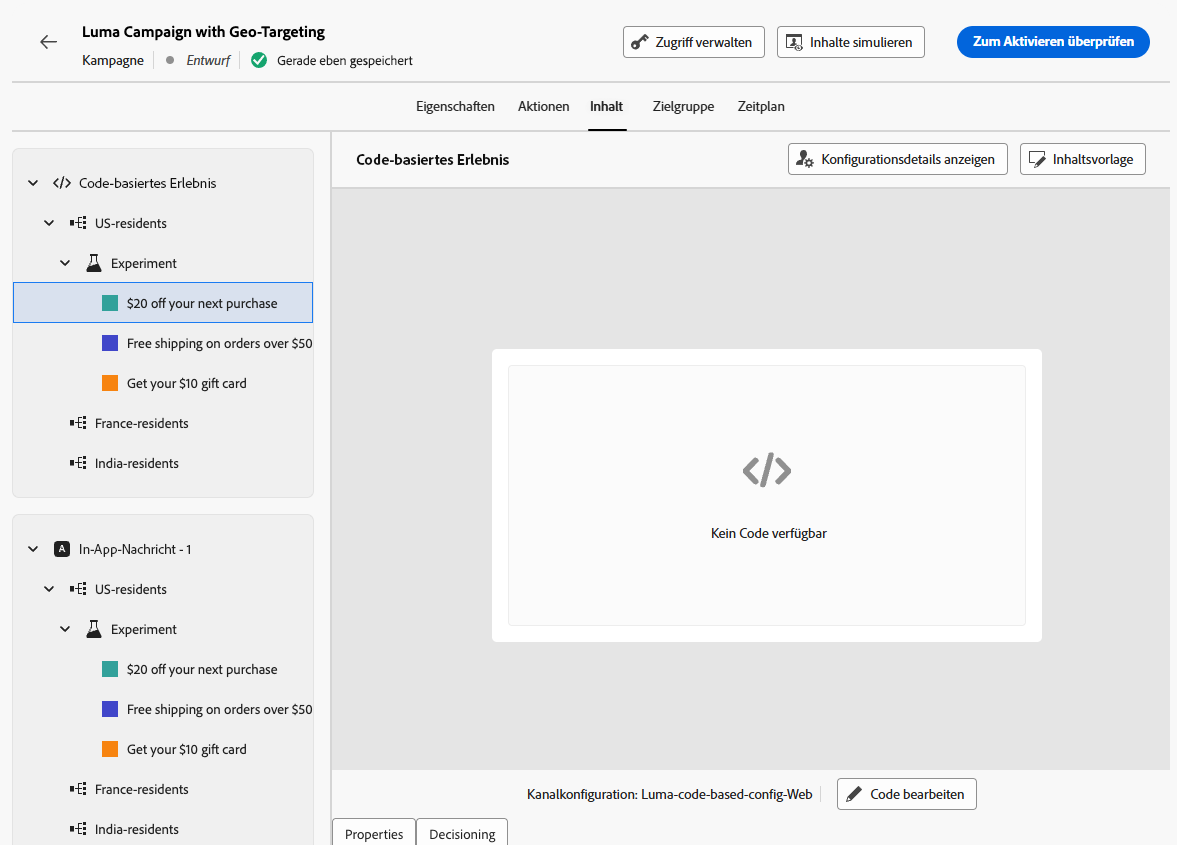 Luma Campaign with Geo-Targeting
Kampagne
Entwurf
Gerade eben gespeichert
Zugriff verwalten
Inhalte simulieren
Zum Aktivieren überprüfen
Eigenschaften
Aktionen
Inhalt
Zielgruppe
Zeitplan
Code-basiertes Erlebnis
US-residents
Experiment
$20 off your next purchase
Free shipping on orders over $50
Get your $10 gift card
France-residents
India-residents
A
In-App-Nachricht - 1
US-residents
Experiment
$20 off your next purchase
Free shipping on orders over $50
Get your $10 gift card
France-residents
India-residents
Code-basiertes Erlebnis
Konfigurationsdetails anzeigen
Inhaltsvorlage
</>
Kein Code verfügbar
Kanalkonfiguration: Luma-code-based-config-Web
Code bearbeiten
Properties
Decisioning